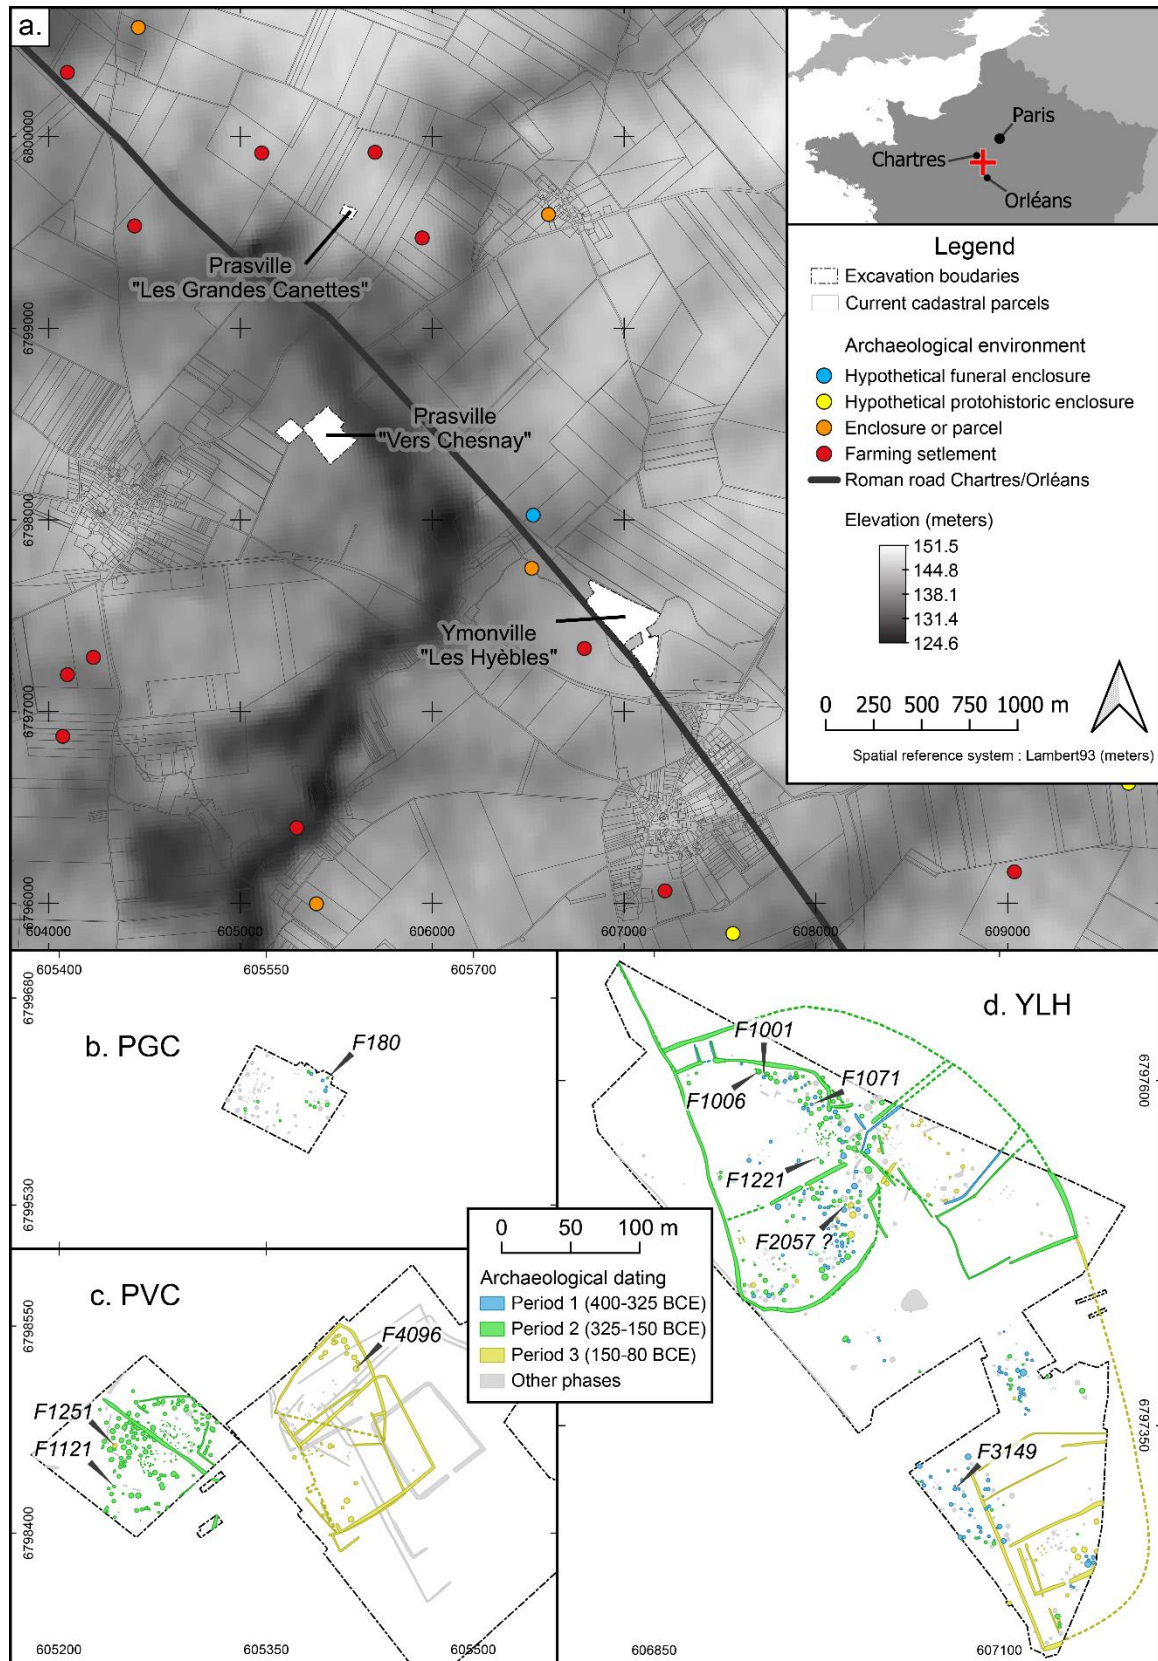 a.
6800000
6799000
6798000
6797000
6796000
604000
605000
606000
607000
608000
609000
Prasville
"Les Grandes Canettes"
Prasville
"Vers Chesnay"
Ymonville
"Les Hyèbles"
Paris
Chartres
Orléans
Legend
Excavation boudaries
Current cadastral parcels
Archaeological environment
Hypothetical funeral enclosure
Hypothetical protohistoric enclosure
Enclosure or parcel
Farming setlement
Roman road Chartres/Orléans
Elevation (meters)
151.5
144.8
138.1
131.4
124.6
0 250 500 750 1000 m
Spatial reference system : Lambert93 (meters)
605400
605550
605700
6799680
6799530
b. PGC
F180
c. PVC
F4096
F1251
F1121
6798550
6798400
605200
605350
605500
0 50 100 m
Archaeological dating
Period 1 (400-325 BCE)
Period 2 (325-150 BCE)
Period 3 (150-80 BCE)
Other phases
d. YLH
F1001
F1006
F1071
F1221
F2057 ?
F3149
6797600
6797350
606850
607100